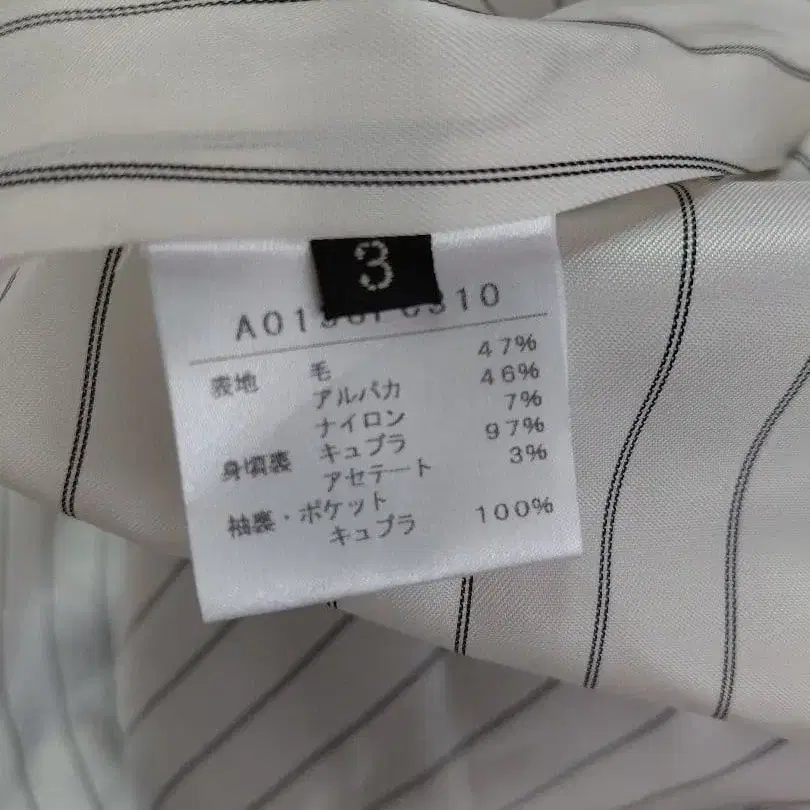 3
表地 毛 47%
アルパカ 46%
ナイロン 7%
身頃裏 キュプラ 97%
アセテート 3%
袖裏・ポケット
キュプラ 100%